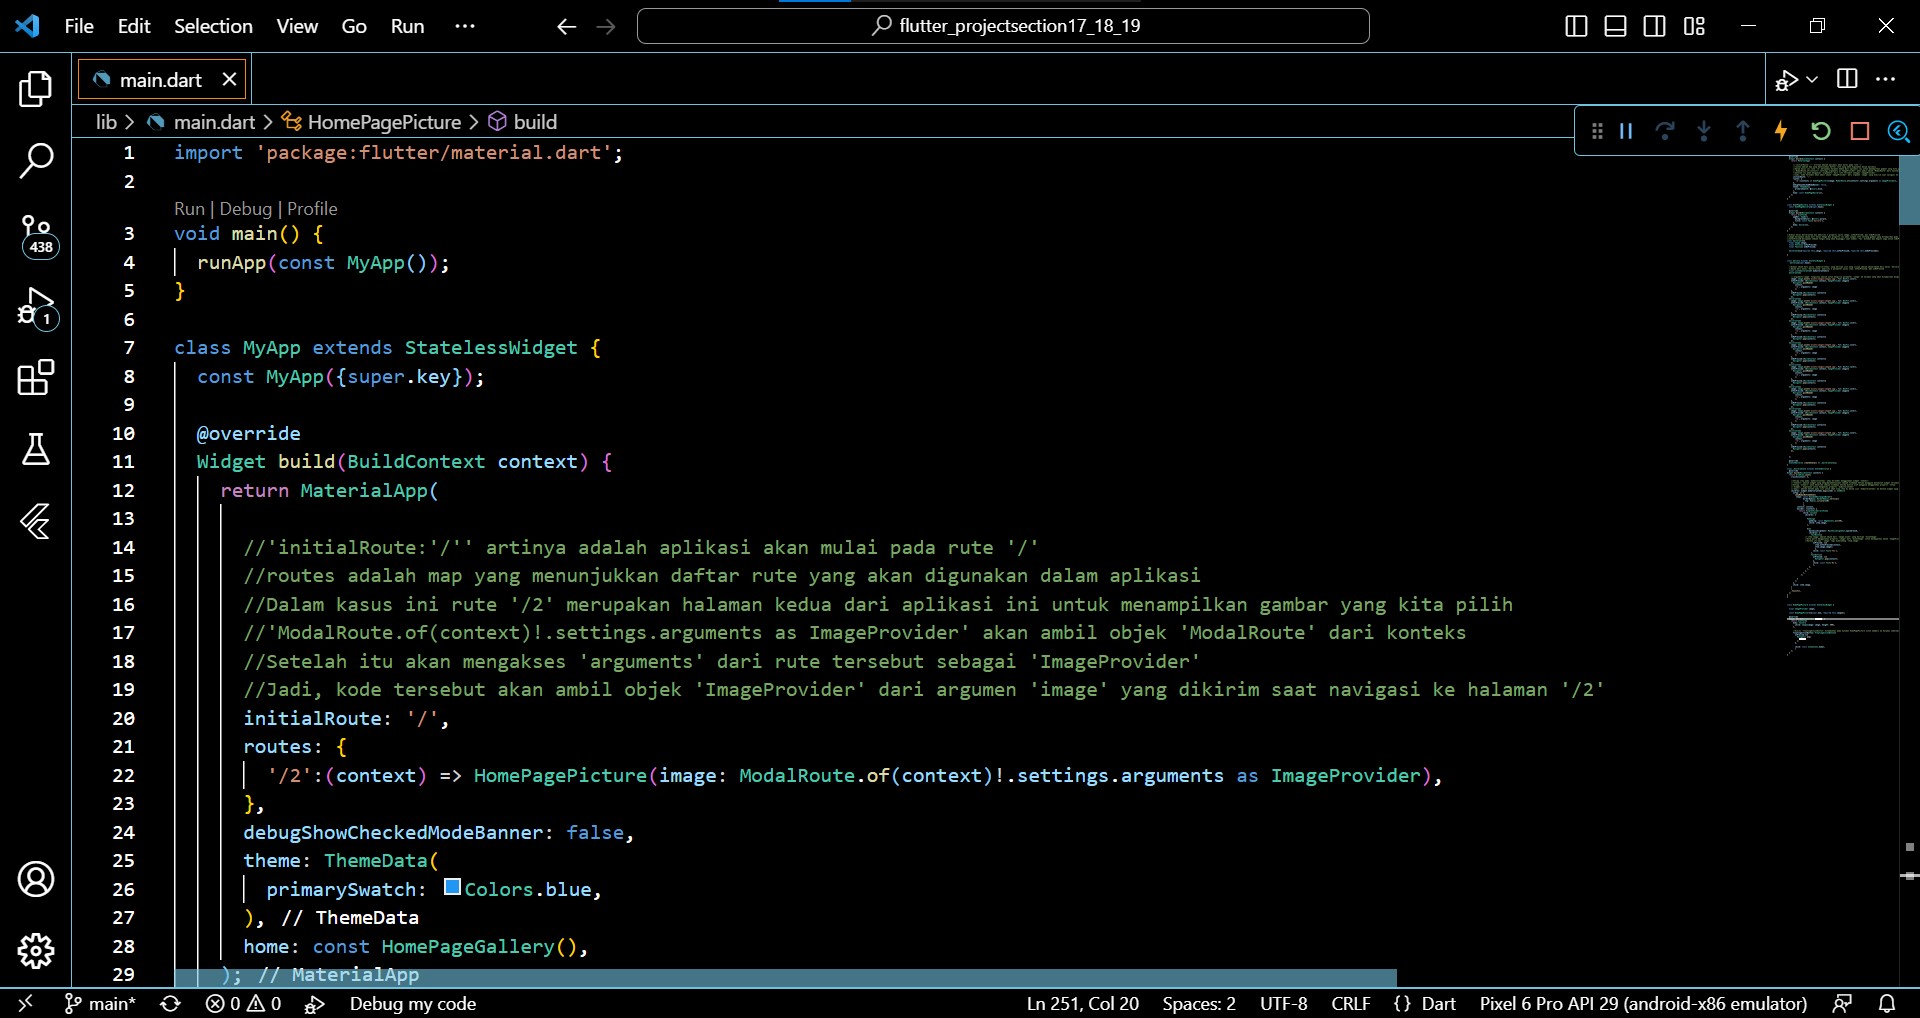 File Edit Selection View Go Run ··· flutter_projectsection17_18_19
main.dart
lib > main.dart > HomePagePicture > build
1 import 'package:flutter/material.dart';
2
Run | Debug | Profile
3 void main() {
4 runApp(const MyApp());
5 }
6
7 class MyApp extends StatelessWidget {
8 const MyApp({super.key});
9
10 @override
11 Widget build(BuildContext context) {
12 return MaterialApp(
13
14 //'initialRoute:'/'' artinya adalah aplikasi akan mulai pada rute '/'
15 //routes adalah map yang menunjukkan daftar rute yang akan digunakan dalam aplikasi
16 //Dalam kasus ini rute '/2' merupakan halaman kedua dari aplikasi ini untuk menampilkan gambar yang kita pilih
17 //'ModalRoute.of(context)!.settings.arguments as ImageProvider' akan ambil objek 'ModalRoute' dari konteks
18 //Setelah itu akan mengakses 'arguments' dari rute tersebut sebagai 'ImageProvider'
19 //Jadi, kode tersebut akan ambil objek 'ImageProvider' dari argumen 'image' yang dikirim saat navigasi ke halaman '/2'
20 initialRoute: '/',
21 routes: {
22 '/2':(context) => HomePagePicture(image: ModalRoute.of(context)!.settings.arguments as ImageProvider),
23 },
24 debugShowCheckedModeBanner: false,
25 theme: ThemeData(
26 primarySwatch: Colors.blue,
27 ), // ThemeData
28 home: const HomePageGallery(),
29 ); // MaterialApp
438
1
main* 0 0 Debug my code Ln 251, Col 20 Spaces: 2 UTF-8 CRLF {} Dart Pixel 6 Pro API 29 (android-x86 emulator)